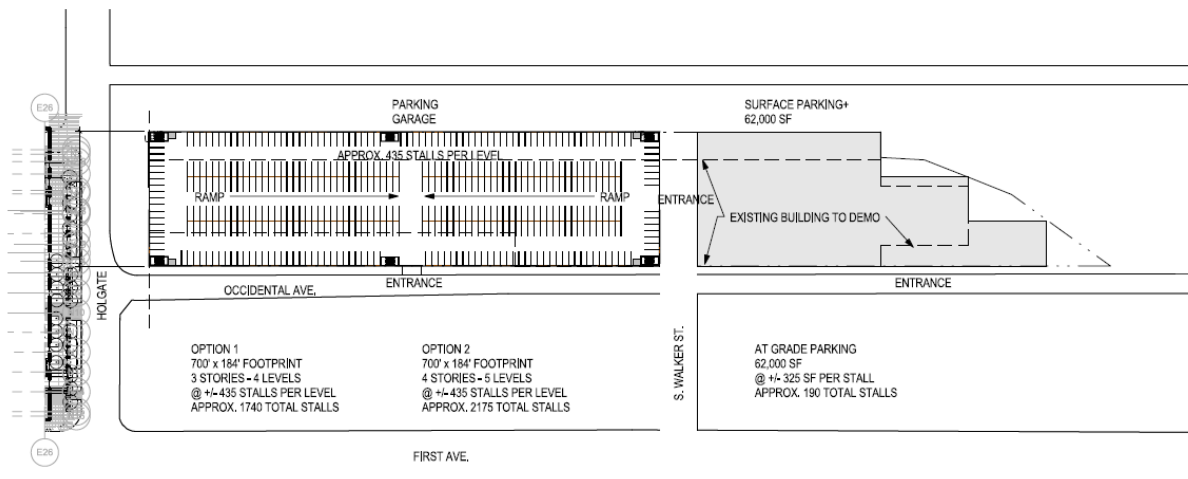 E26
PARKING
GARAGE
SURFACE PARKING+
62,000 SF
APPROX. 435 STALLS PER LEVEL
RAMP
RAMP
ENTRANCE
EXISTING BUILDING TO DEMO
HOLGATE
OCCIDENTAL AVE.
ENTRANCE
ENTRANCE
OPTION 1
700' x 184' FOOTPRINT
3 STORIES - 4 LEVELS
@ +/- 435 STALLS PER LEVEL
APPROX. 1740 TOTAL STALLS
OPTION 2
700' x 184' FOOTPRINT
4 STORIES - 5 LEVELS
@ +/- 435 STALLS PER LEVEL
APPROX. 2175 TOTAL STALLS
S. WALKER ST.
AT GRADE PARKING
62,000 SF
@ +/- 325 SF PER STALL
APPROX. 190 TOTAL STALLS
E26
FIRST AVE.